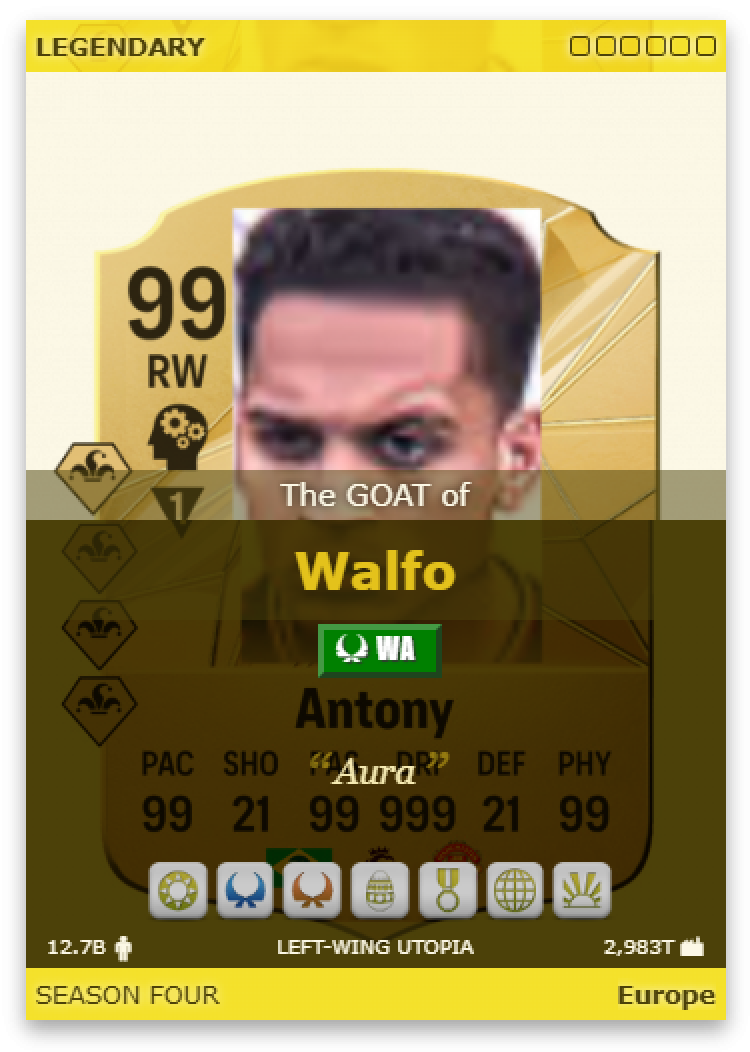 LEGENDARY
99
RW
1
The GOAT of
Walfo
WA
Antony
PAC SHO PAS DRI DEF PHY
“Aura”
99 21 99 999 21 99
12.7B LEFT-WING UTOPIA 2,983T
SEASON FOUR Europe